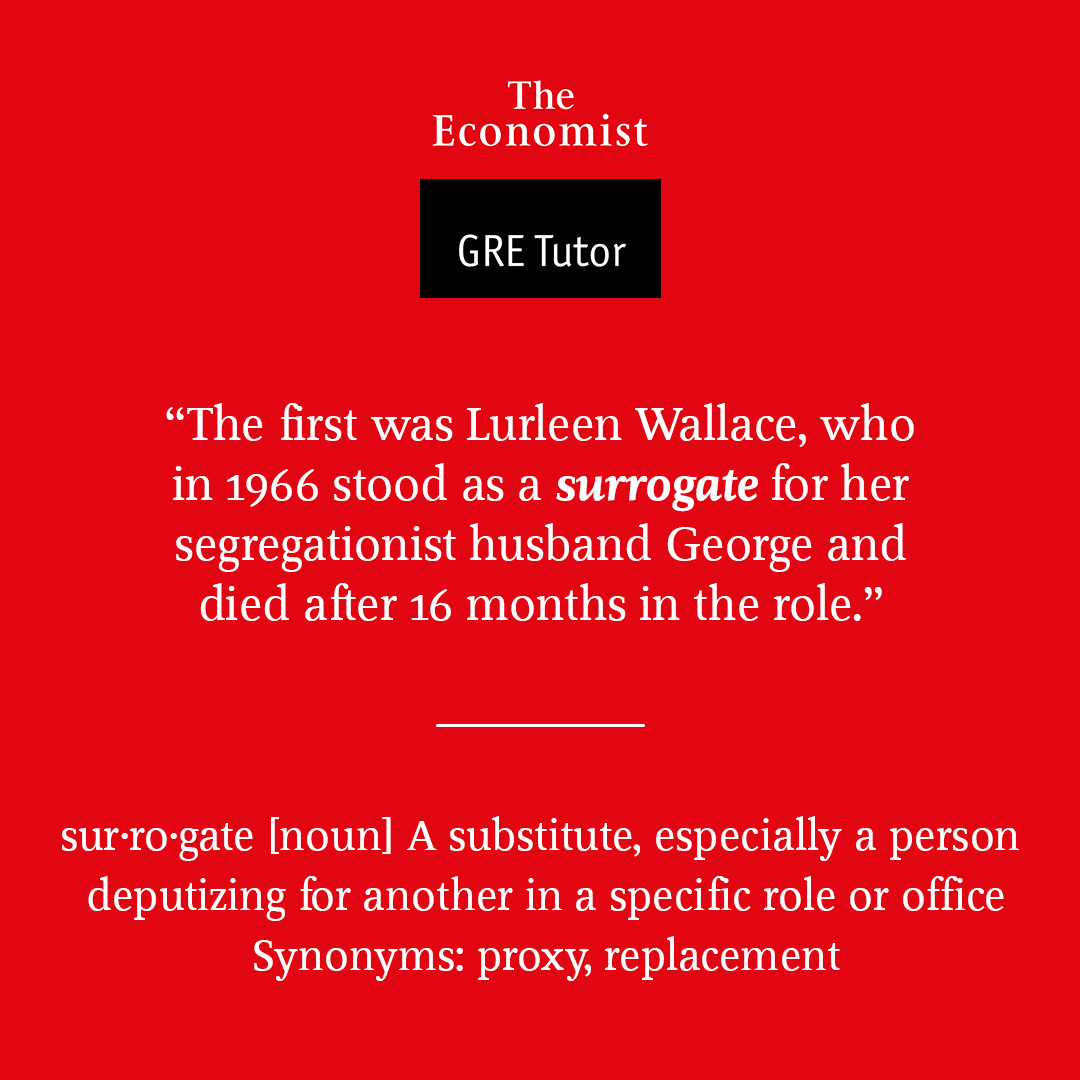 The
Economist
GRE Tutor
“The first was Lurleen Wallace, who
in 1966 stood as a surrogate for her
segregationist husband George and
died after 16 months in the role.”
sur·ro·gate [noun] A substitute, especially a person
deputizing for another in a specific role or office
Synonyms: proxy, replacement